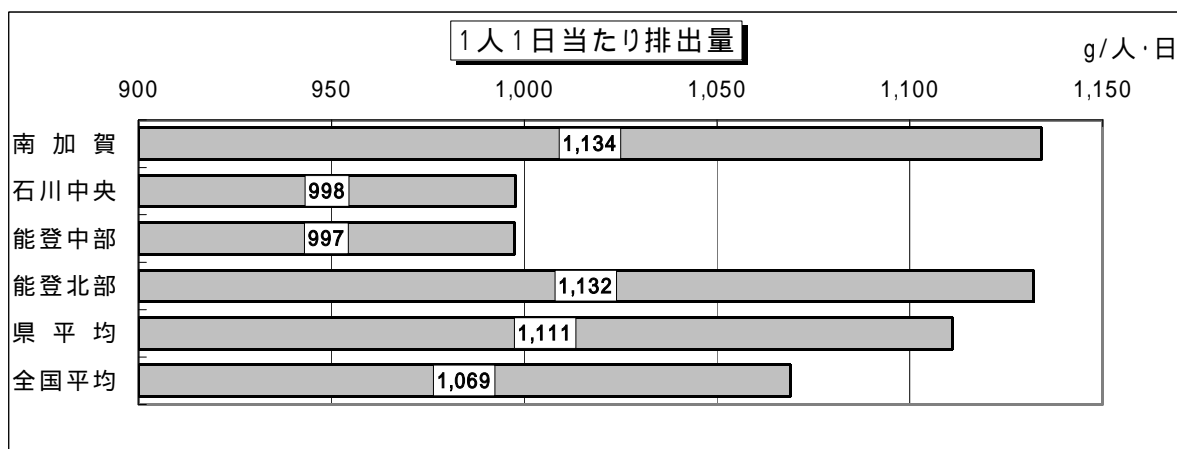 1人1日当たり排出量
g/人・日
900 950 1,000 1,050 1,100 1,150
南加賀 1,134
石川中央 998
能登中部 997
能登北部 1,132
県平均 1,111
全国平均 1,069